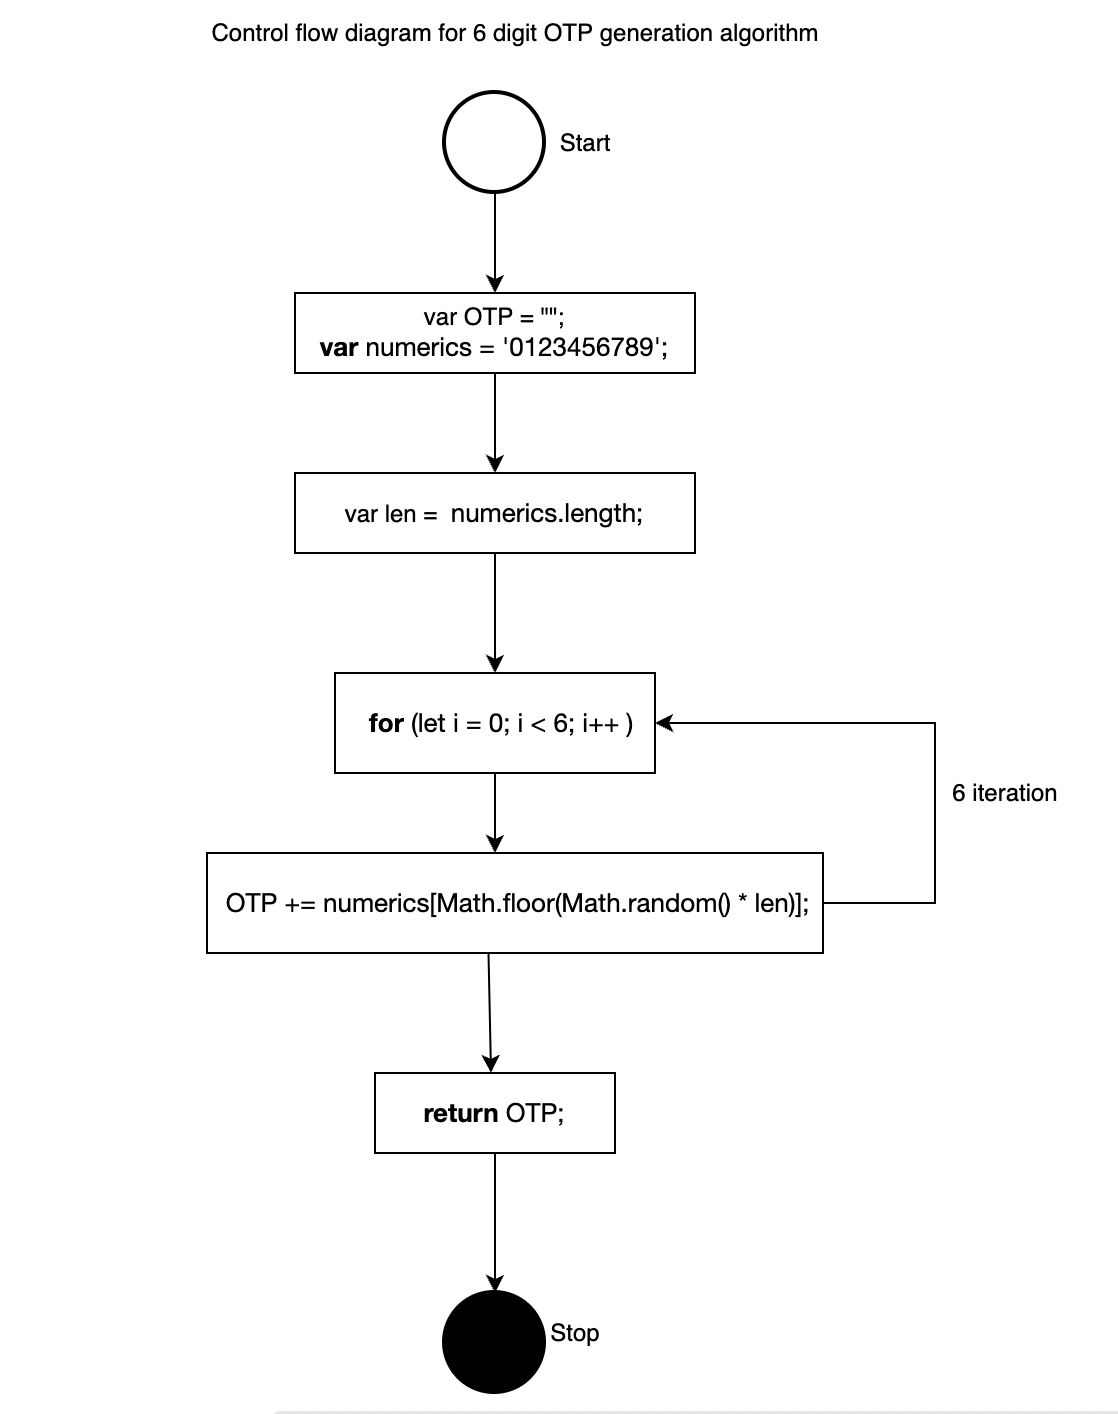 Control flow diagram for 6 digit OTP generation algorithm
Start
var OTP = "";
var numerics = '0123456789';
var len = numerics.length;
for (let i = 0; i < 6; i++ )
6 iteration
OTP += numerics[Math.floor(Math.random() * len)];
return OTP;
Stop